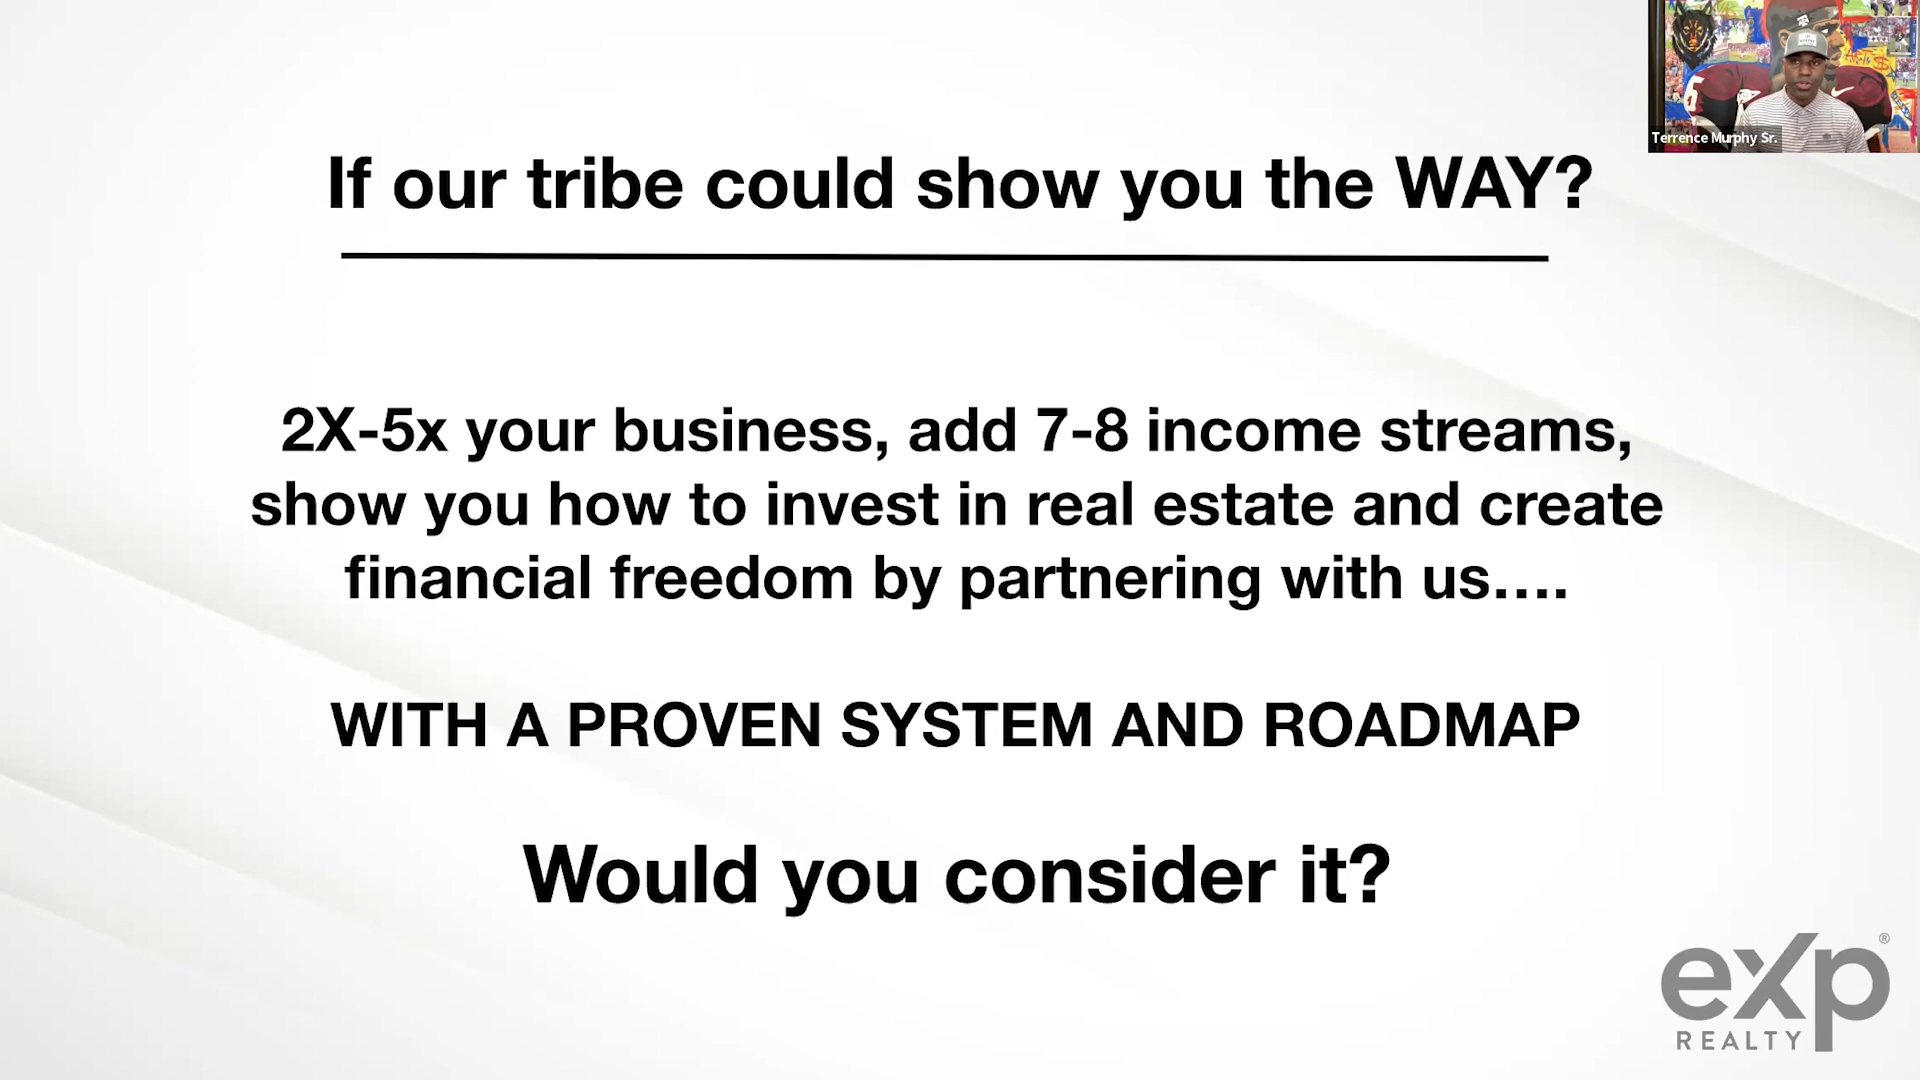 If our tribe could show you the WAY?
2X-5x your business, add 7-8 income streams,
show you how to invest in real estate and create
financial freedom by partnering with us....
WITH A PROVEN SYSTEM AND ROADMAP
Would you consider it?
Terrence Murphy Sr.
eXp®
REALTY